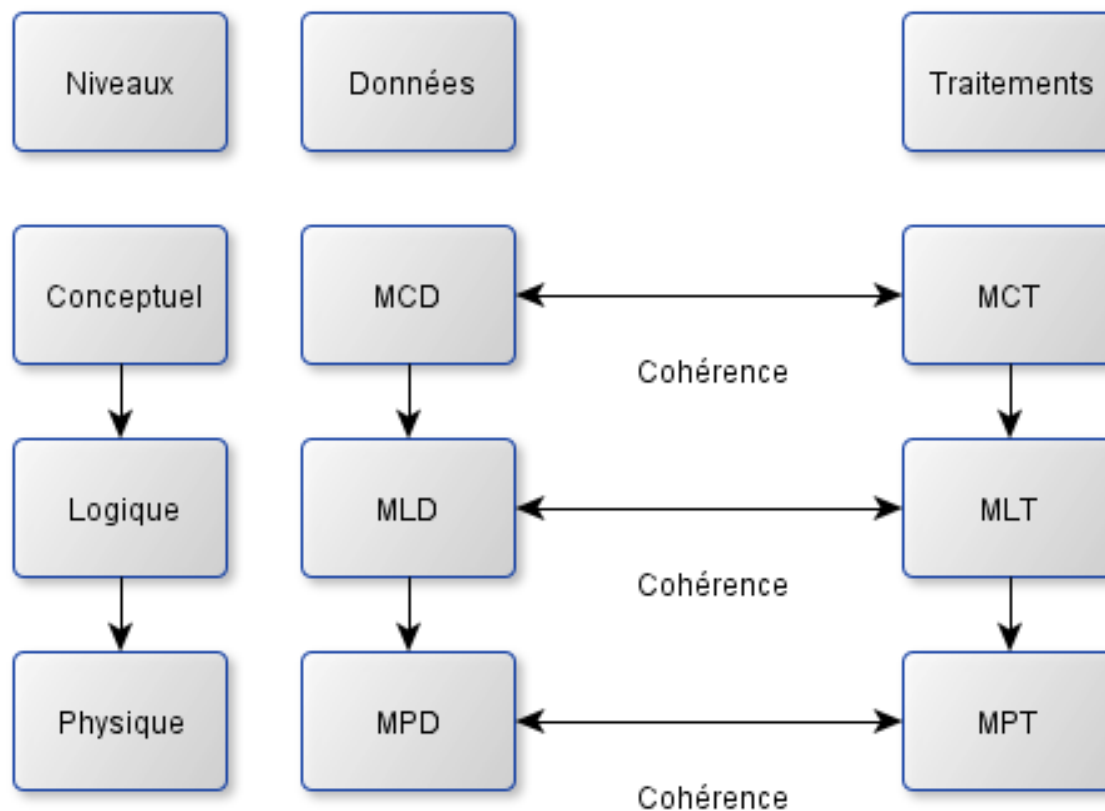 Niveaux
Données
Traitements
Conceptuel
MCD
MCT
Cohérence
Logique
MLD
MLT
Cohérence
Physique
MPD
MPT
Cohérence